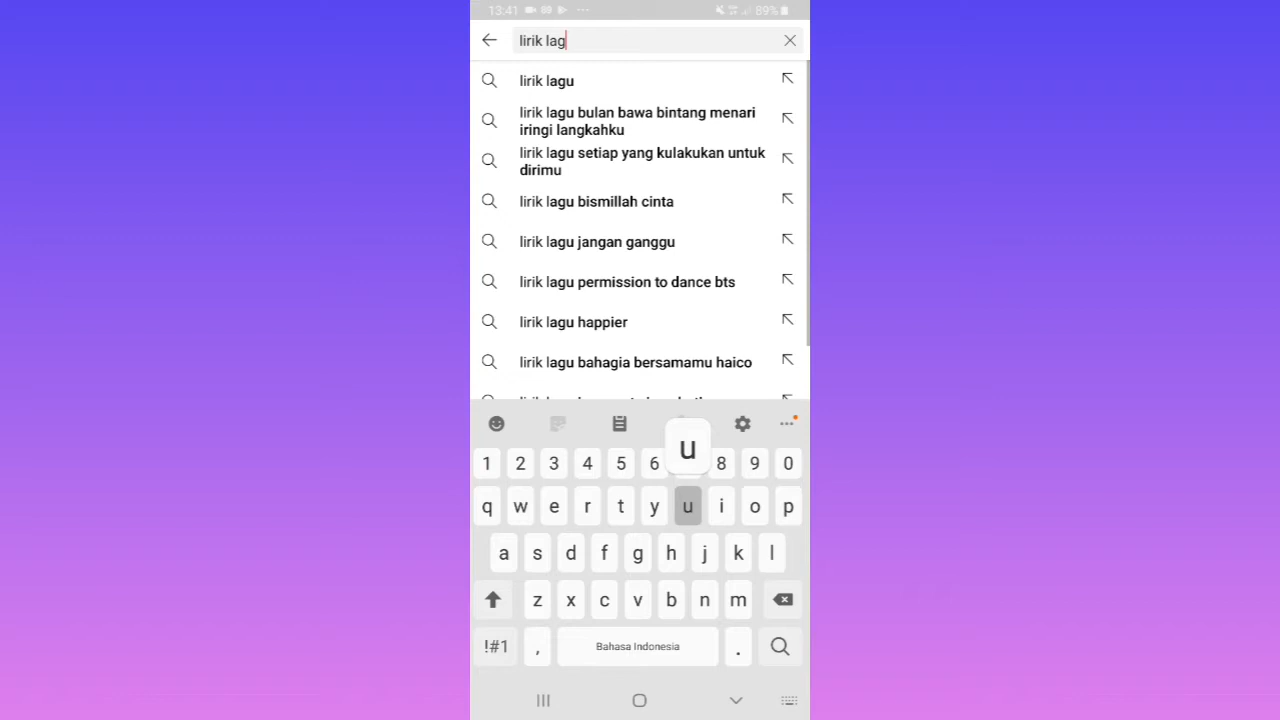 13:41
89%
lirik lag
lirik lagu
lirik lagu bulan bawa bintang menari
iringi langkahku
lirik lagu setiap yang kulakukan untuk
dirimu
lirik lagu bismillah cinta
lirik lagu jangan ganggu
lirik lagu permission to dance bts
lirik lagu happier
lirik lagu bahagia bersamamu haico
u
1 2 3 4 5 6 8 9 0
q w e r t y u i o p
a s d f g h j k l
z x c v b n m
!#1 , Bahasa Indonesia .